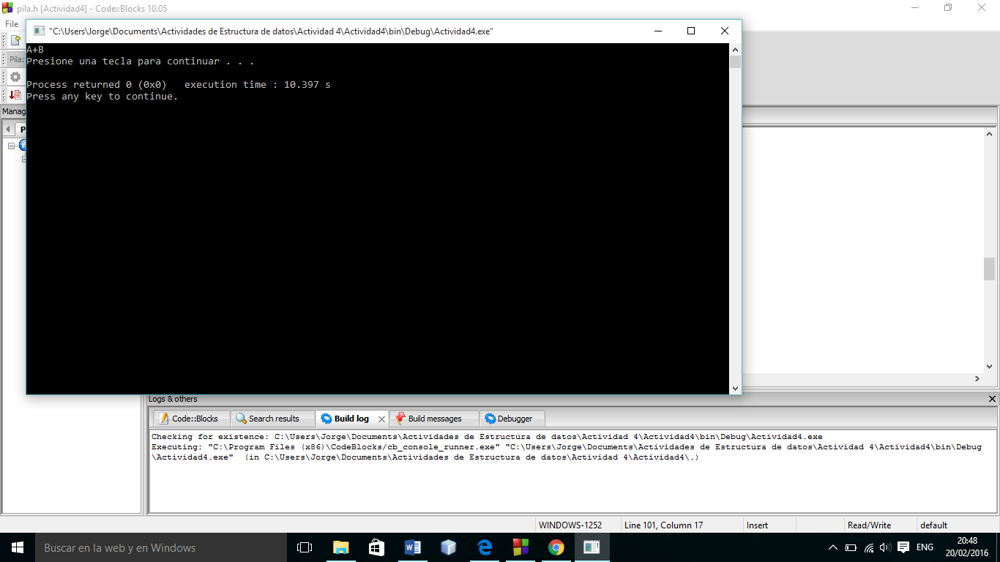 pila.h [Actividad4] - Code::Blocks 10.05
File
"C:\Users\Jorge\Documents\Actividades de Estructura de datos\Actividad 4\Actividad4\bin\Debug\Actividad4.exe"
A+B
Presione una tecla para continuar . . .
Process returned 0 (0x0)   execution time : 10.397 s
Press any key to continue.
Pila:
Manag
P
Logs & others
Code::Blocks
Search results
Build log
Build messages
Debugger
Checking for existence: C:\Users\Jorge\Documents\Actividades de Estructura de datos\Actividad 4\Actividad4\bin\Debug\Actividad4.exe
Executing: "C:\Program Files (x86)\CodeBlocks/cb_console_runner.exe" "C:\Users\Jorge\Documents\Actividades de Estructura de datos\Actividad 4\Actividad4\bin\Debug
\Actividad4.exe"  (in C:\Users\Jorge\Documents\Actividades de Estructura de datos\Actividad 4\Actividad4\.)
WINDOWS-1252
Line 101, Column 17
Insert
Read/Write
default
Buscar en la web y en Windows
ENG
20:48
20/02/2016